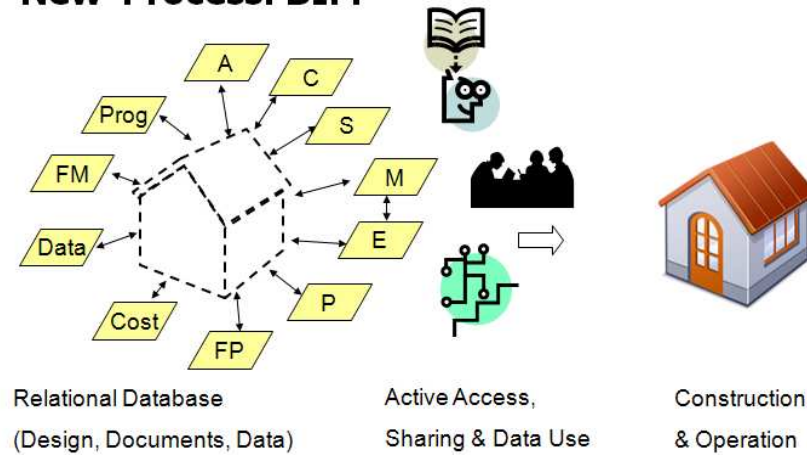 New Process: BIM
A
C
Prog
S
FM
M
Data
E
P
Cost
FP
Relational Database
(Design, Documents, Data)
Active Access,
Sharing & Data Use
Construction
& Operation